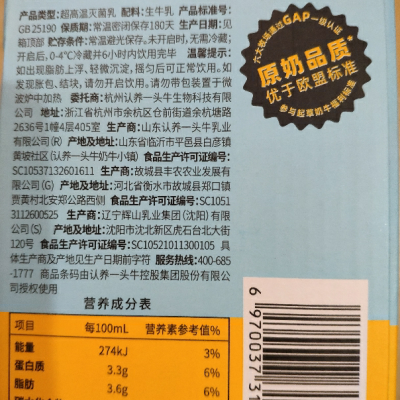 产品类型:超高温灭菌乳 配料:生牛乳 产品标准号:
GB 25190 保质期:常温密闭保存180天 生产日期:见
箱顶部 贮存条件:常温避光保存。未开启时,无需冷藏;
开启后,0-4℃冷藏并6小时内饮用完毕 温馨提示:
如出现脂肪上浮、轻微沉淀,摇匀后可正常饮用。如
发现胀包、结块,请勿开启饮用。请勿带包装置于微
波炉中加热 委托商:杭州认养一头牛生物科技有限公
司 地址:浙江省杭州市余杭区仓前街道余杭塘路
2636号1幢4层405室 生产商:山东认养一头牛乳业
有限公司(R) 产地及地址:山东省临沂市平邑县白彦镇
黄坡社区(认养一头牛奶牛小镇) 食品生产许可证编号:
SC10537132601611 生产商:故城县丰农农业发展有
限公司(G) 产地及地址:河北省衡水市故城县郑口镇
贾黄村北安郑公路西侧 食品生产许可证编号:SC1051
3112600525 生产商:辽宁辉山乳业集团(沈阳)有限
公司(S) 产地及地址:沈阳市沈北新区虎石台北大街
120号 食品生产许可证编号:SC10521011300105 具
体生产商及产地见生产日期前字符 服务热线:400-685
-1777 商品条码由认养一头牛控股集团股份有限公
司授权使用
六大牧场通过GAP一级认证
原奶品质
优于欧盟标准
参与起草奶牛福利标准
营养成分表
项目 每100mL 营养素参考值%
能量 274kJ 3%
蛋白质 3.3g 6%
脂肪 3.6g 6%
6 970037 31